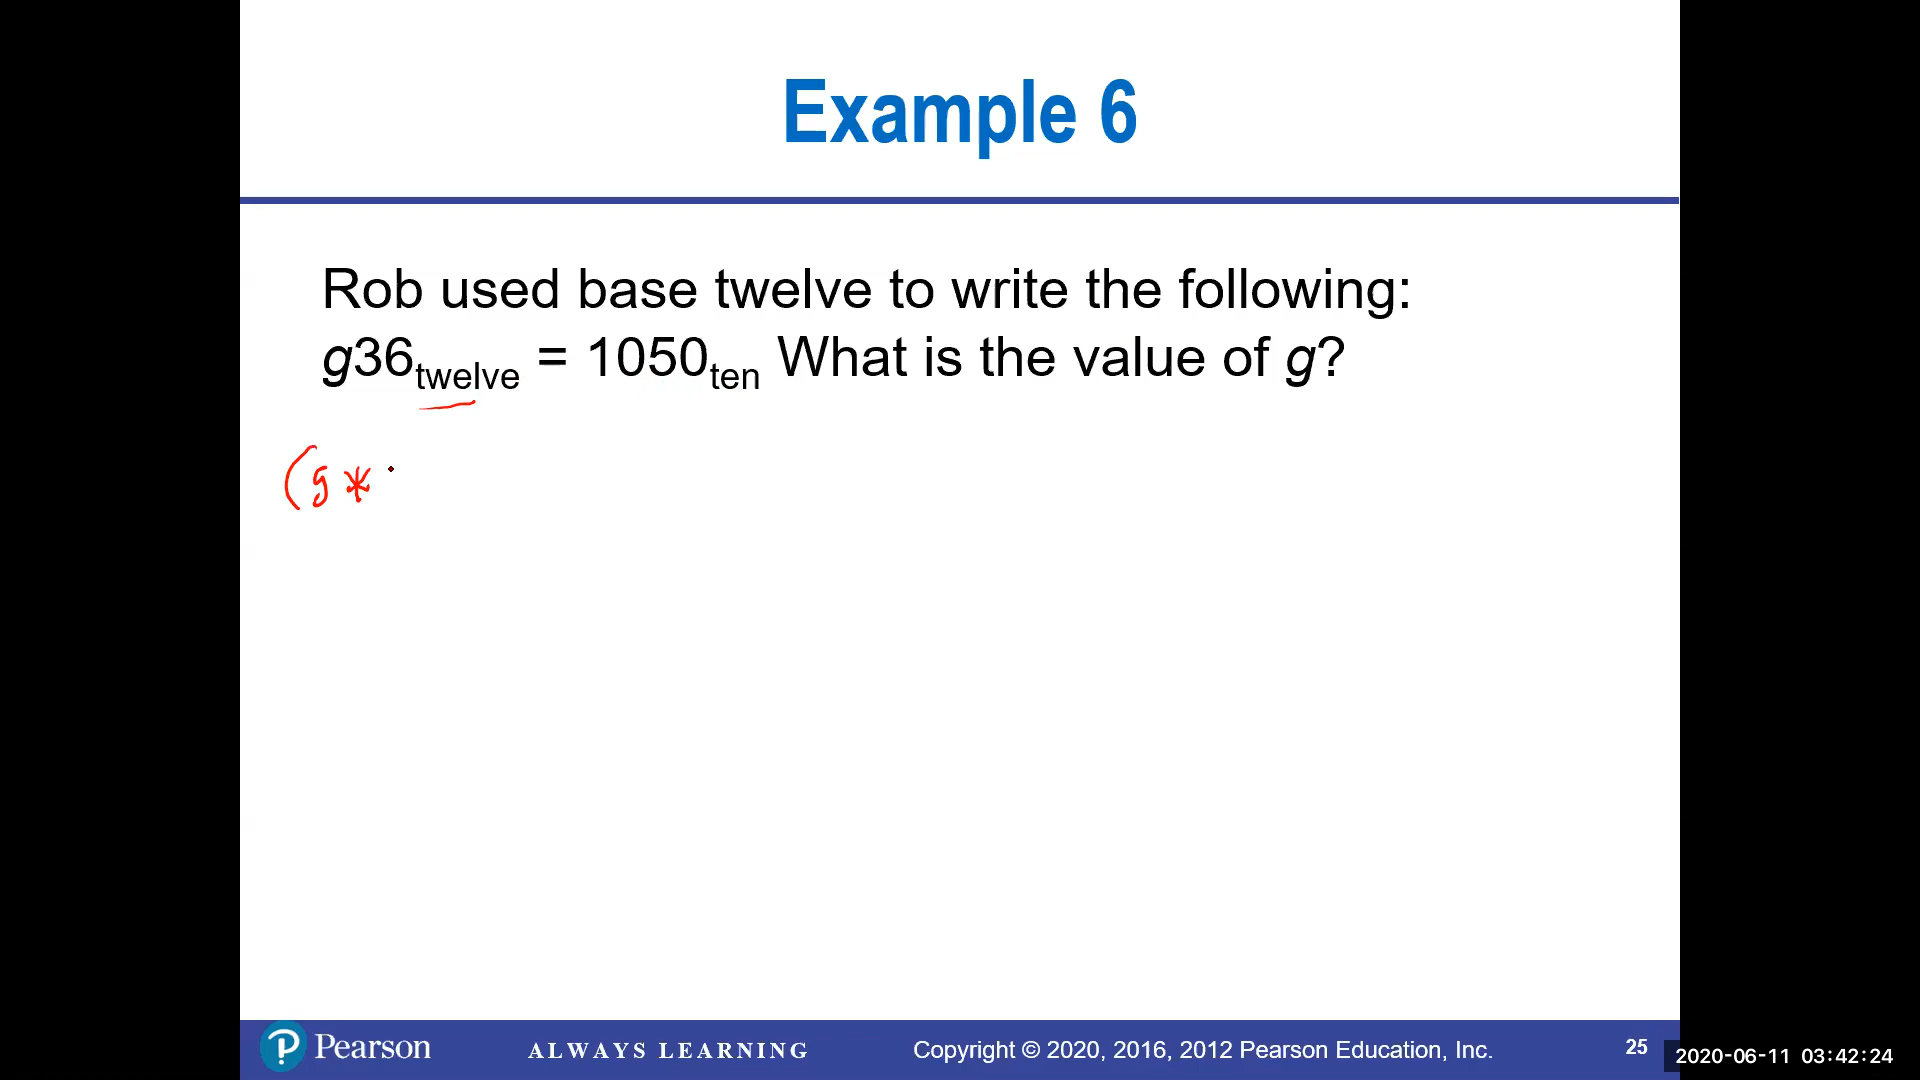 Example 6
Rob used base twelve to write the following:
g36twelve = 1050ten What is the value of g?
(g *
Pearson
ALWAYS LEARNING
Copyright © 2020, 2016, 2012 Pearson Education, Inc.
25
2020-06-11 03:42:24